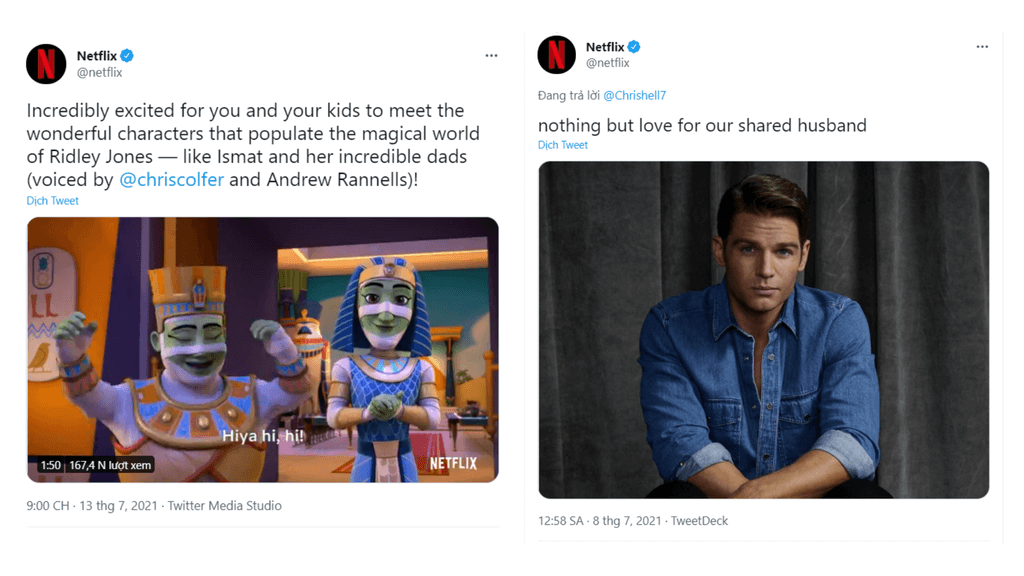 Netflix
@netflix
Incredibly excited for you and your kids to meet the
wonderful characters that populate the magical world
of Ridley Jones — like Ismat and her incredible dads
(voiced by @chriscolfer and Andrew Rannells)!
Dịch Tweet
Hiya hi, hi!
1:50 | 167,4 N lượt xem
NETFLIX
9:00 CH · 13 thg 7, 2021 · Twitter Media Studio
Netflix
@netflix
Đang trả lời @Chrishell7
nothing but love for our shared husband
Dịch Tweet
12:58 SA · 8 thg 7, 2021 · TweetDeck